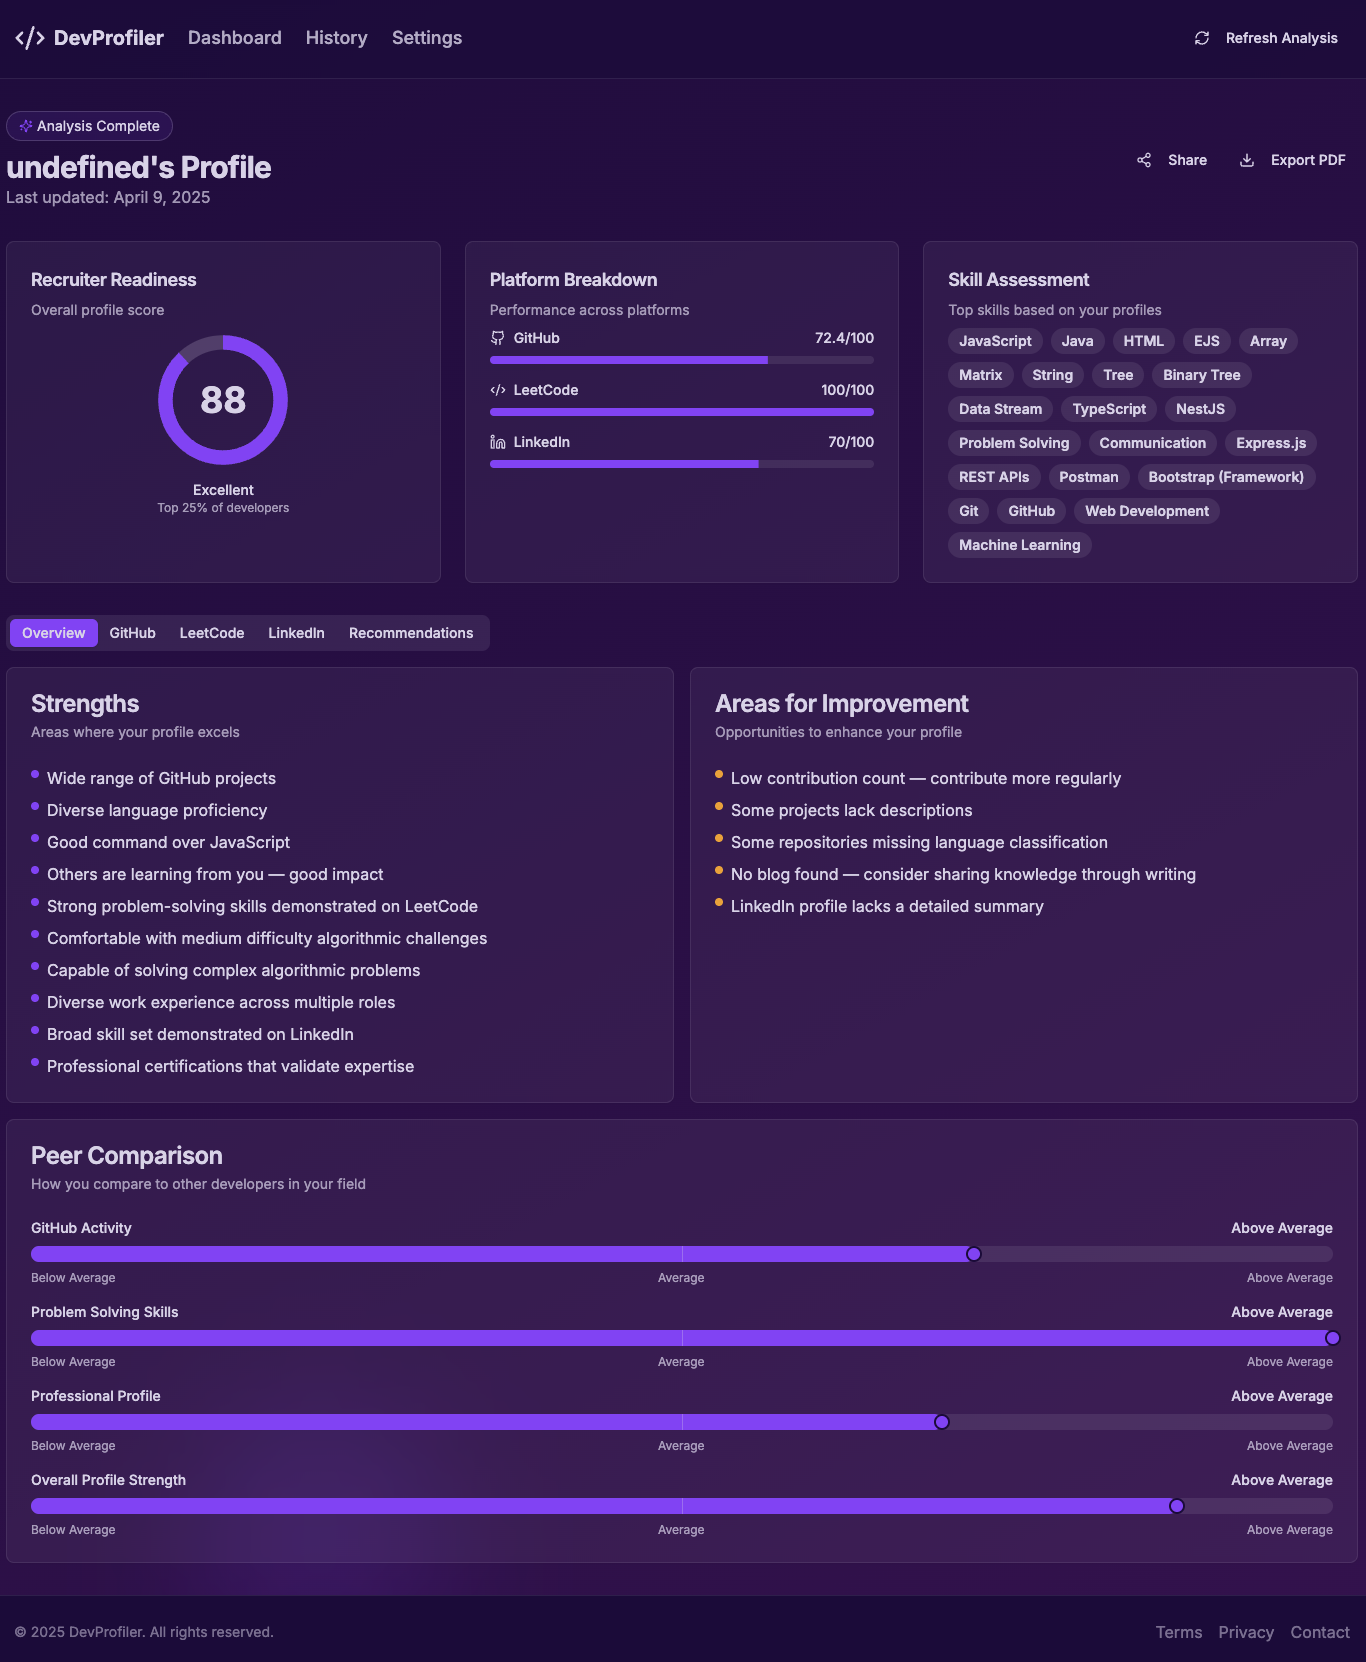 DevProfiler Dashboard History Settings Refresh Analysis
Analysis Complete
undefined's Profile
Last updated: April 9, 2025
Share Export PDF
Recruiter Readiness
Overall profile score
88
Excellent
Top 25% of developers
Platform Breakdown
Performance across platforms
GitHub 72.4/100
LeetCode 100/100
LinkedIn 70/100
Skill Assessment
Top skills based on your profiles
JavaScript Java HTML EJS Array
Matrix String Tree Binary Tree
Data Stream TypeScript NestJS
Problem Solving Communication Express.js
REST APIs Postman Bootstrap (Framework)
Git GitHub Web Development
Machine Learning
Overview GitHub LeetCode LinkedIn Recommendations
Strengths
Areas where your profile excels
Wide range of GitHub projects
Diverse language proficiency
Good command over JavaScript
Others are learning from you — good impact
Strong problem-solving skills demonstrated on LeetCode
Comfortable with medium difficulty algorithmic challenges
Capable of solving complex algorithmic problems
Diverse work experience across multiple roles
Broad skill set demonstrated on LinkedIn
Professional certifications that validate expertise
Areas for Improvement
Opportunities to enhance your profile
Low contribution count — contribute more regularly
Some projects lack descriptions
Some repositories missing language classification
No blog found — consider sharing knowledge through writing
LinkedIn profile lacks a detailed summary
Peer Comparison
How you compare to other developers in your field
GitHub Activity Above Average
Below Average Average Above Average
Problem Solving Skills Above Average
Below Average Average Above Average
Professional Profile Above Average
Below Average Average Above Average
Overall Profile Strength Above Average
Below Average Average Above Average
© 2025 DevProfiler. All rights reserved. Terms Privacy Contact